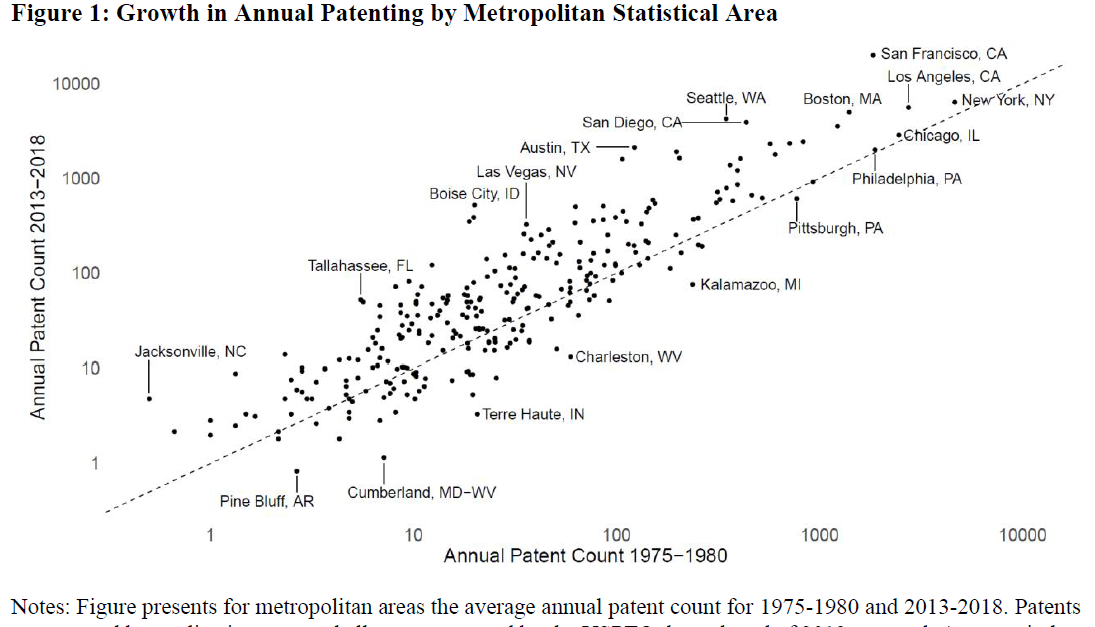 Figure 1: Growth in Annual Patenting by Metropolitan Statistical Area
San Francisco, CA
Los Angeles, CA
10000
Seattle, WA
Boston, MA
New York, NY
San Diego, CA
Chicago, IL
Austin, TX
Las Vegas, NV
1000
Philadelphia, PA
Boise City, ID
Pittsburgh, PA
Tallahassee, FL
100
Kalamazoo, MI
Jacksonville, NC
Charleston, WV
10
Terre Haute, IN
1
Cumberland, MD−WV
Pine Bluff, AR
Annual Patent Count 2013−2018
1 10 100 1000 10000
Annual Patent Count 1975−1980
Notes: Figure presents for metropolitan areas the average annual patent count for 1975-1980 and 2013-2018. Patents